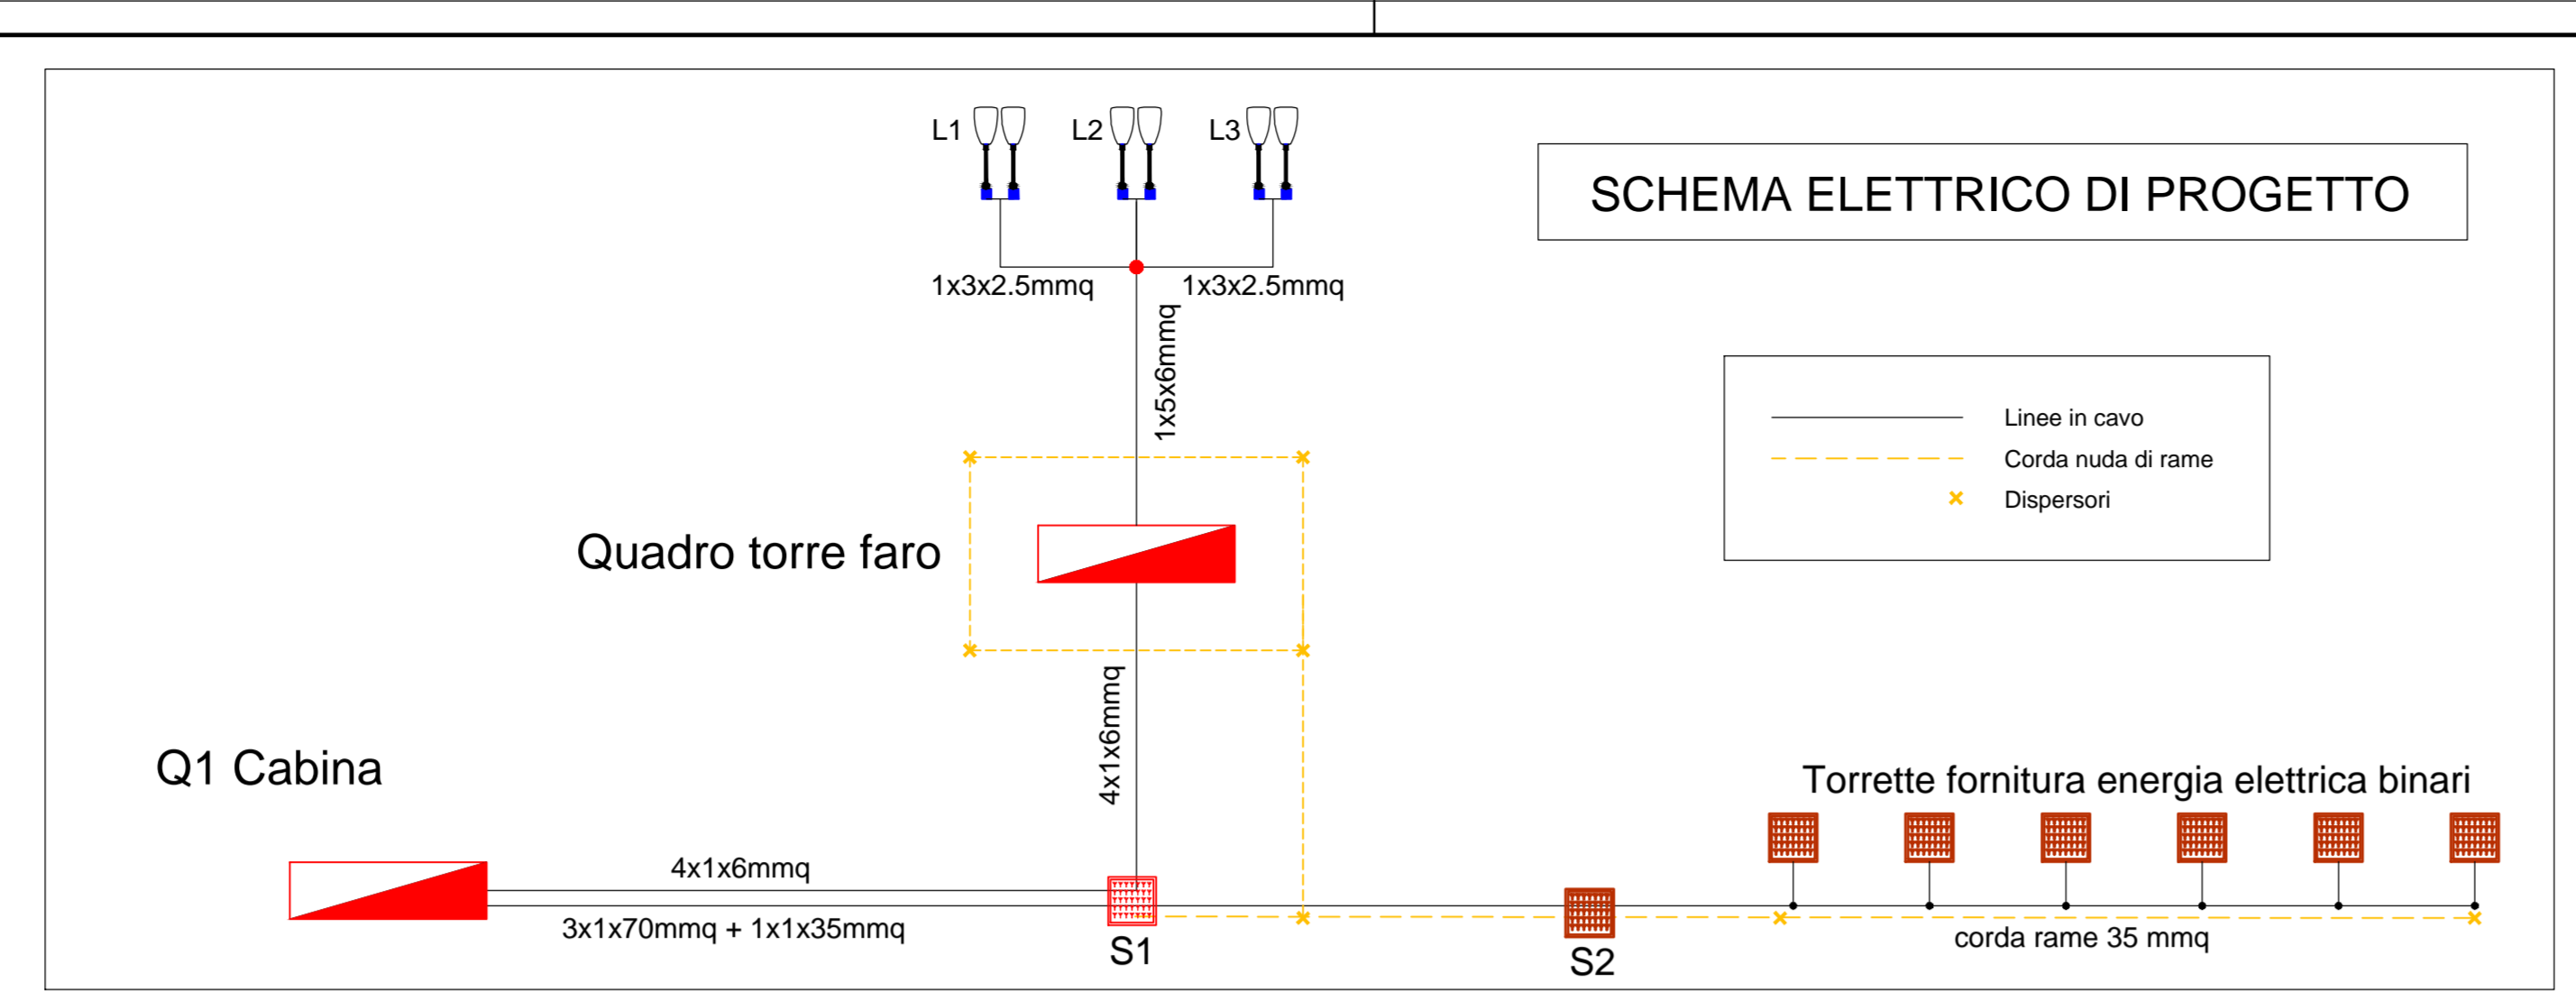 L1
L2
L3
SCHEMA ELETTRICO DI PROGETTO
1x3x2.5mmq
1x3x2.5mmq
1x5x6mmq
Linee in cavo
Corda nuda di rame
Dispersori
Quadro torre faro
4x1x6mmq
Q1 Cabina
Torrette fornitura energia elettrica binari
4x1x6mmq
3x1x70mmq + 1x1x35mmq
S1
S2
corda rame 35 mmq